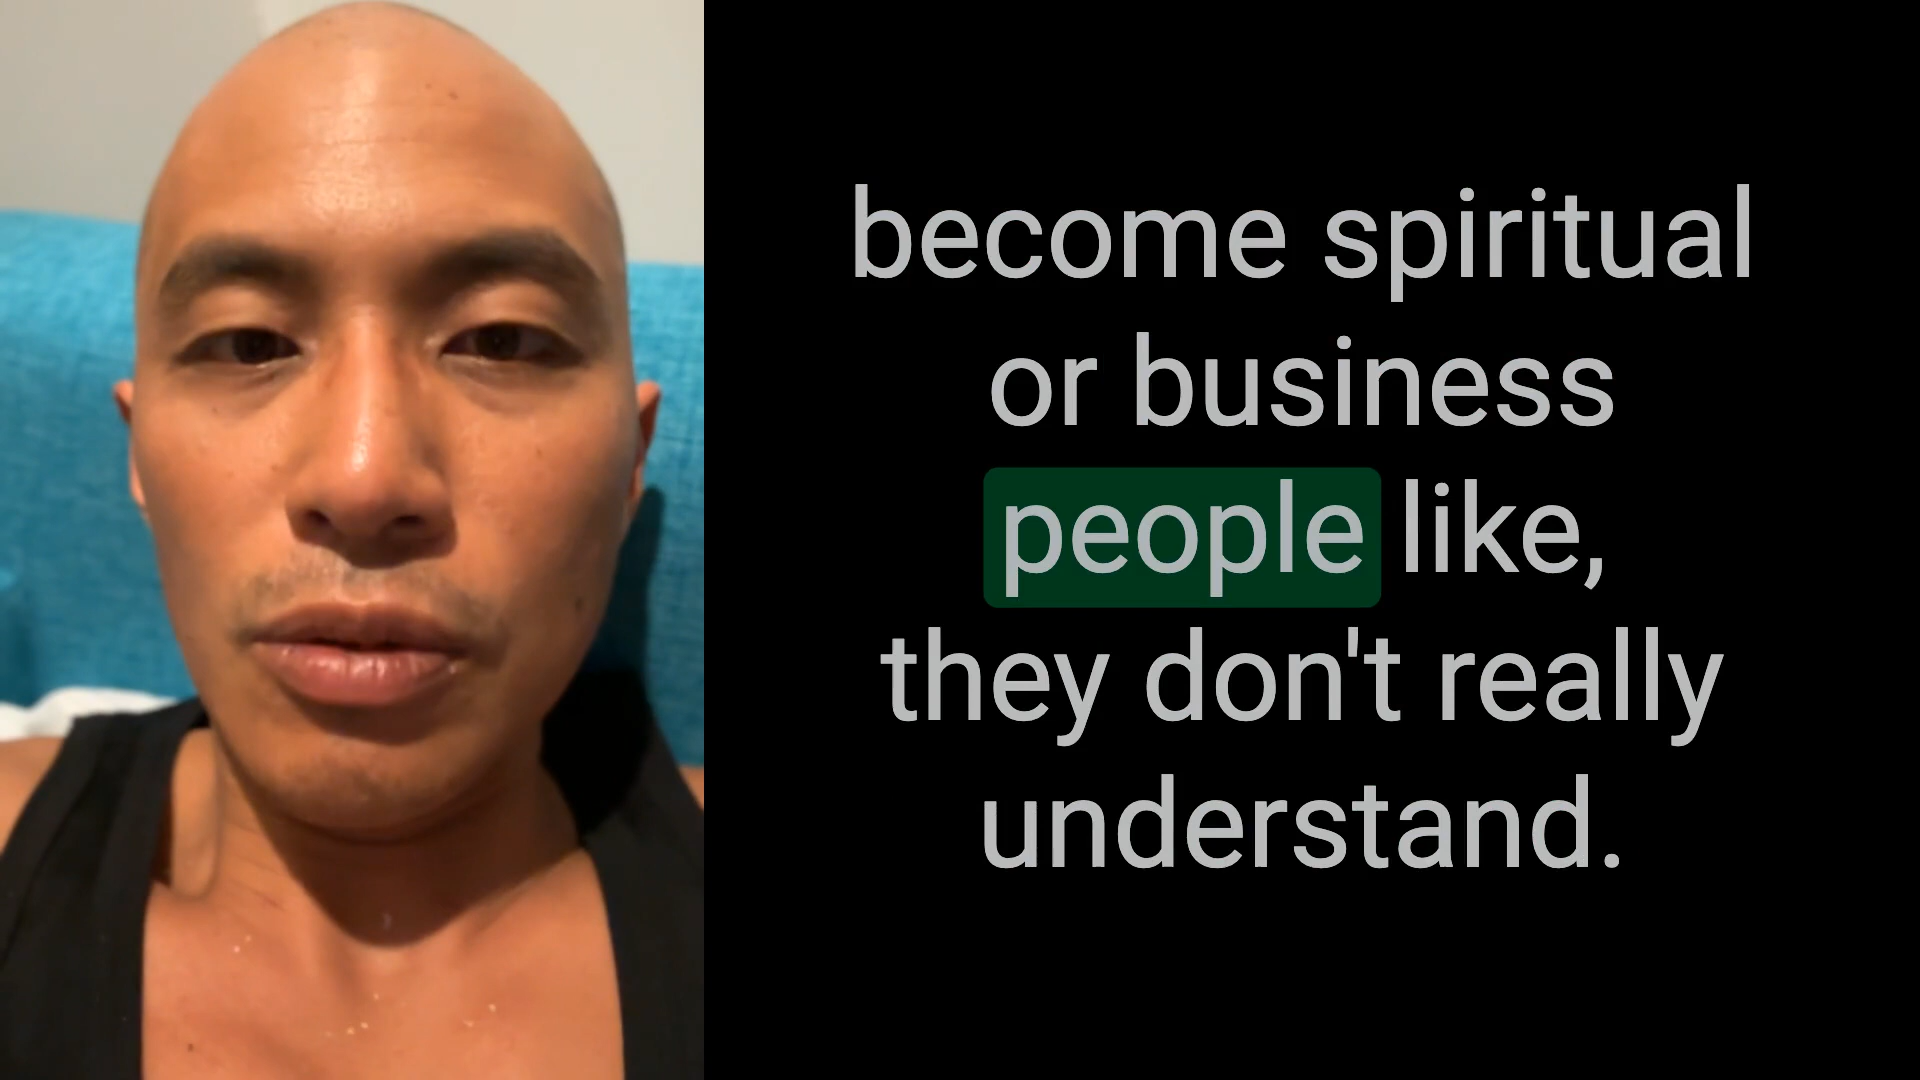 become spiritual
or business
people like,
they don't really
understand.